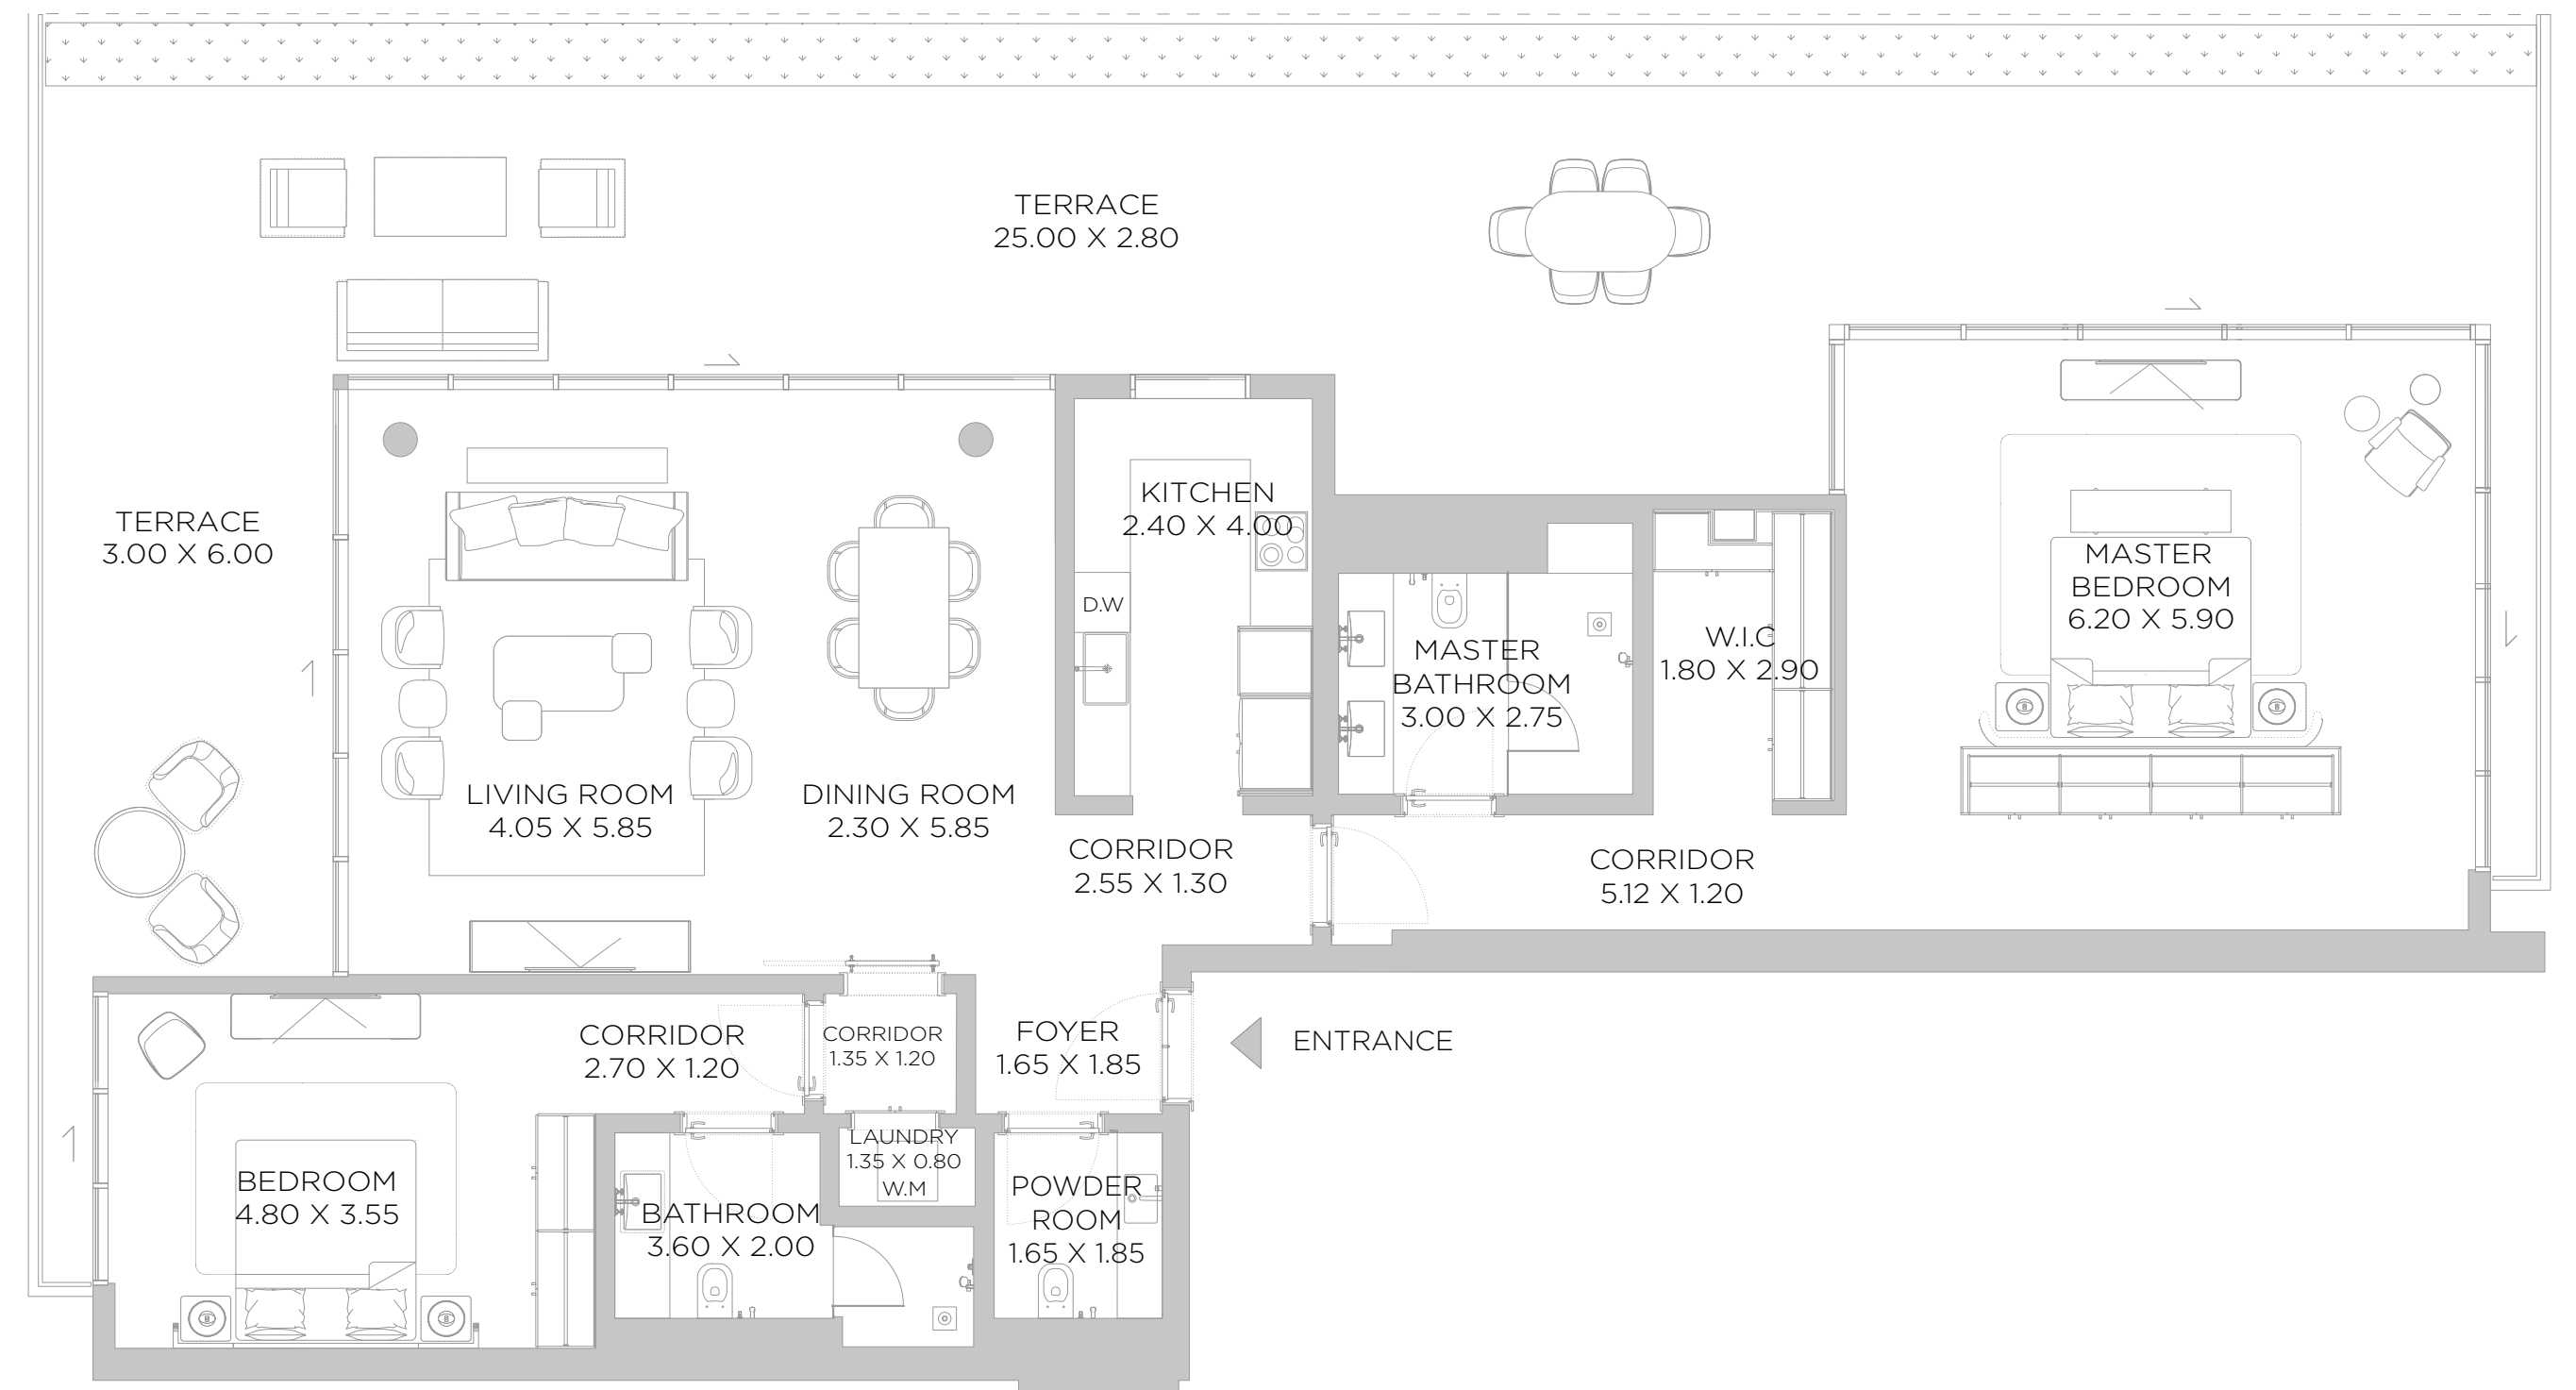 TERRACE
25.00 X 2.80
TERRACE
3.00 X 6.00
KITCHEN
2.40 X 4.00
D.W
MASTER
BEDROOM
6.20 X 5.90
W.I.C
1.80 X 2.90
MASTER
BATHROOM
3.00 X 2.75
LIVING ROOM
4.05 X 5.85
DINING ROOM
2.30 X 5.85
CORRIDOR
2.55 X 1.30
CORRIDOR
5.12 X 1.20
CORRIDOR
2.70 X 1.20
CORRIDOR
1.35 X 1.20
FOYER
1.65 X 1.85
ENTRANCE
LAUNDRY
1.35 X 0.80
W.M
BEDROOM
4.80 X 3.55
BATHROOM
3.60 X 2.00
POWDER
ROOM
1.65 X 1.85